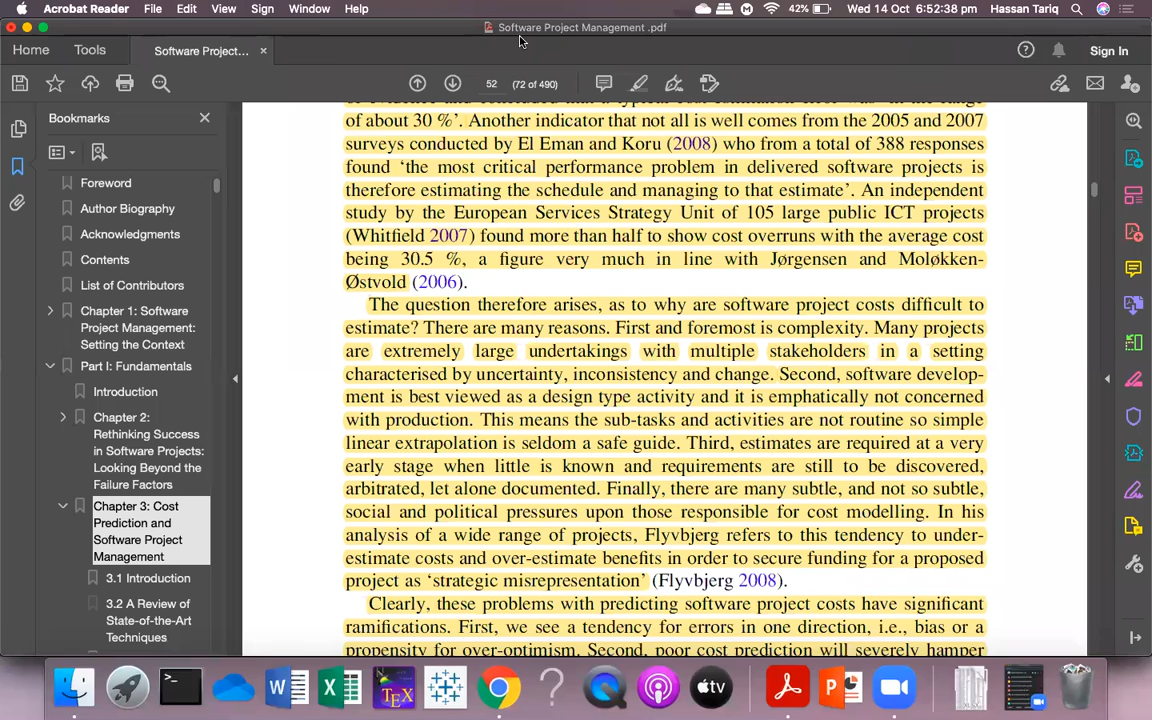 Acrobat Reader File Edit View Sign Window Help 42% Wed 14 Oct 6:52:38 pm Hassan Tariq
Software Project Management .pdf
Home Tools Software Project... × Sign In
52 (72 of 490)
Bookmarks
Foreword
Author Biography
Acknowledgments
Contents
List of Contributors
Chapter 1: Software
Project Management:
Setting the Context
Part I: Fundamentals
Introduction
Chapter 2:
Rethinking Success
in Software Projects:
Looking Beyond the
Failure Factors
Chapter 3: Cost
Prediction and
Software Project
Management
3.1 Introduction
3.2 A Review of
State-of-the-Art
Techniques
of about 30 %’. Another indicator that not all is well comes from the 2005 and 2007
surveys conducted by El Eman and Koru (2008) who from a total of 388 responses
found ‘the most critical performance problem in delivered software projects is
therefore estimating the schedule and managing to that estimate’. An independent
study by the European Services Strategy Unit of 105 large public ICT projects
(Whitfield 2007) found more than half to show cost overruns with the average cost
being 30.5 %, a figure very much in line with Jørgensen and Moløkken-
Østvold (2006).
The question therefore arises, as to why are software project costs difficult to
estimate? There are many reasons. First and foremost is complexity. Many projects
are extremely large undertakings with multiple stakeholders in a setting
characterised by uncertainty, inconsistency and change. Second, software develop-
ment is best viewed as a design type activity and it is emphatically not concerned
with production. This means the sub-tasks and activities are not routine so simple
linear extrapolation is seldom a safe guide. Third, estimates are required at a very
early stage when little is known and requirements are still to be discovered,
arbitrated, let alone documented. Finally, there are many subtle, and not so subtle,
social and political pressures upon those responsible for cost modelling. In his
analysis of a wide range of projects, Flyvbjerg refers to this tendency to under-
estimate costs and over-estimate benefits in order to secure funding for a proposed
project as ‘strategic misrepresentation’ (Flyvbjerg 2008).
Clearly, these problems with predicting software project costs have significant
ramifications. First, we see a tendency for errors in one direction, i.e., bias or a
propensity for over-optimism. Second, poor cost prediction will severely hamper
TEX
tv